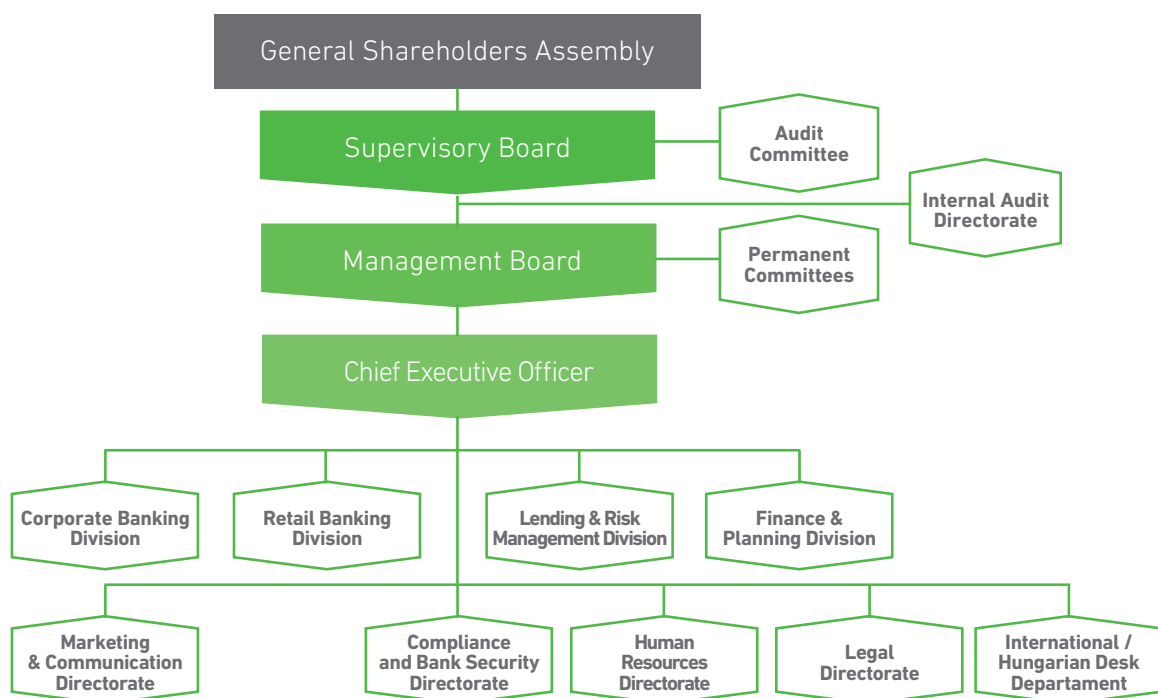 General Shareholders Assembly
Supervisory Board
Audit
Committee
Internal Audit
Directorate
Management Board
Permanent
Committees
Chief Executive Officer
Corporate Banking
Division
Retail Banking
Division
Lending & Risk
Management Division
Finance &
Planning Division
Marketing
& Communication
Directorate
Compliance
and Bank Security
Directorate
Human
Resources
Directorate
Legal
Directorate
International /
Hungarian Desk
Departament